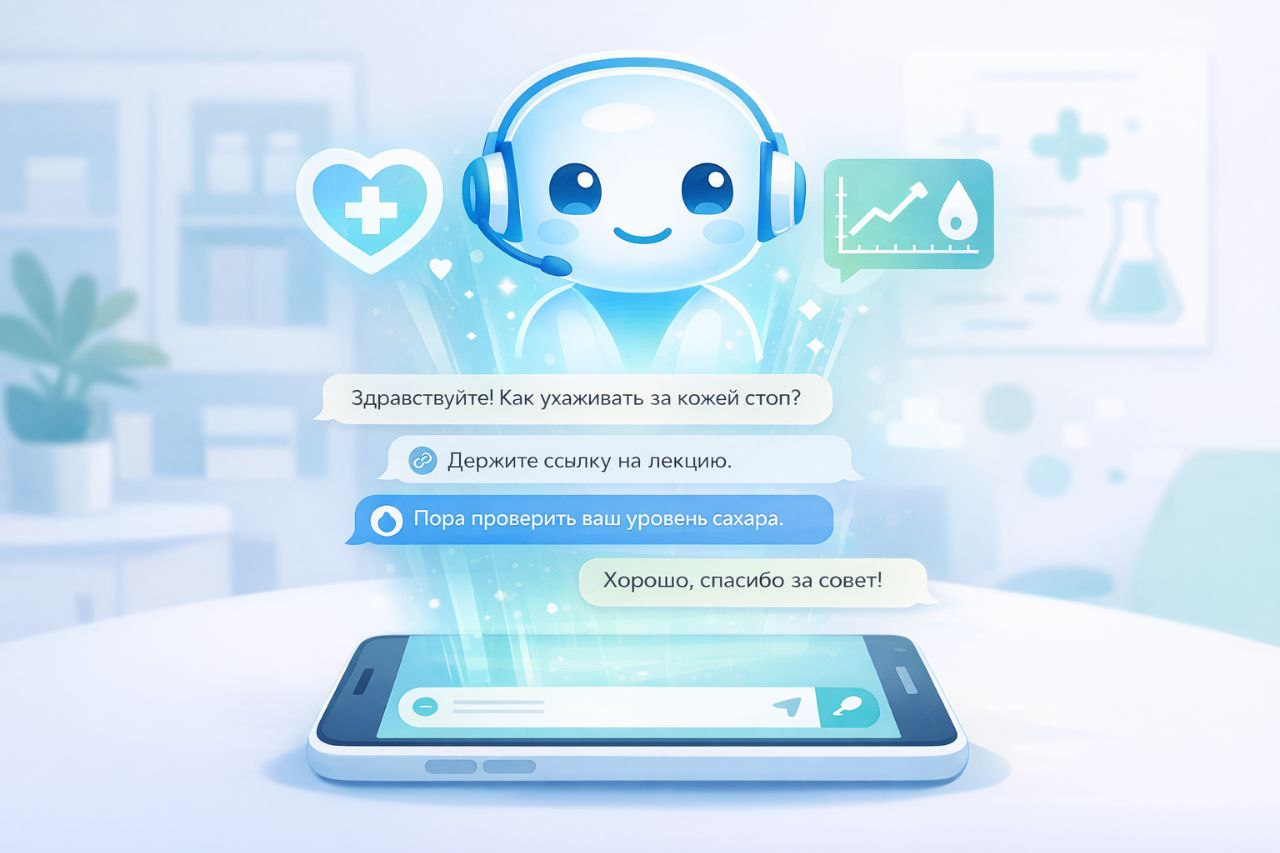 Здравствуйте! Как ухаживать за кожей стоп?
Держите ссылку на лекцию.
Пора проверить ваш уровень сахара.
Хорошо, спасибо за совет!